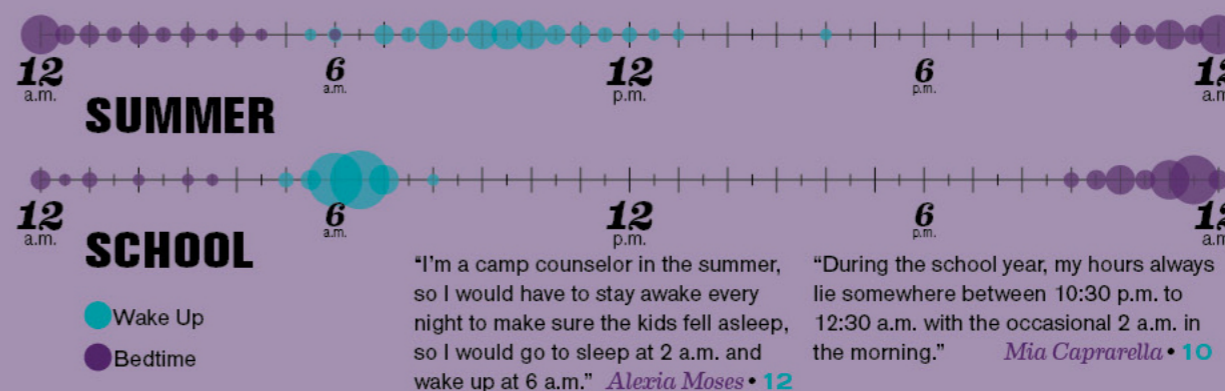 12 6 12 6 12
a.m. a.m. p.m. p.m. a.m
SUMMER
12 6 12 6 12
a.m. a.m. p.m. p.m. a.m
SCHOOL
Wake Up
Bedtime
“I’m a camp counselor in the summer,
so I would have to stay awake every
night to make sure the kids fell asleep,
so I would go to sleep at 2 a.m. and
wake up at 6 a.m.” Alexia Moses • 12
“During the school year, my hours always
lie somewhere between 10:30 p.m. to
12:30 a.m. with the occasional 2 a.m. in
the morning.” Mia Caprarella • 10